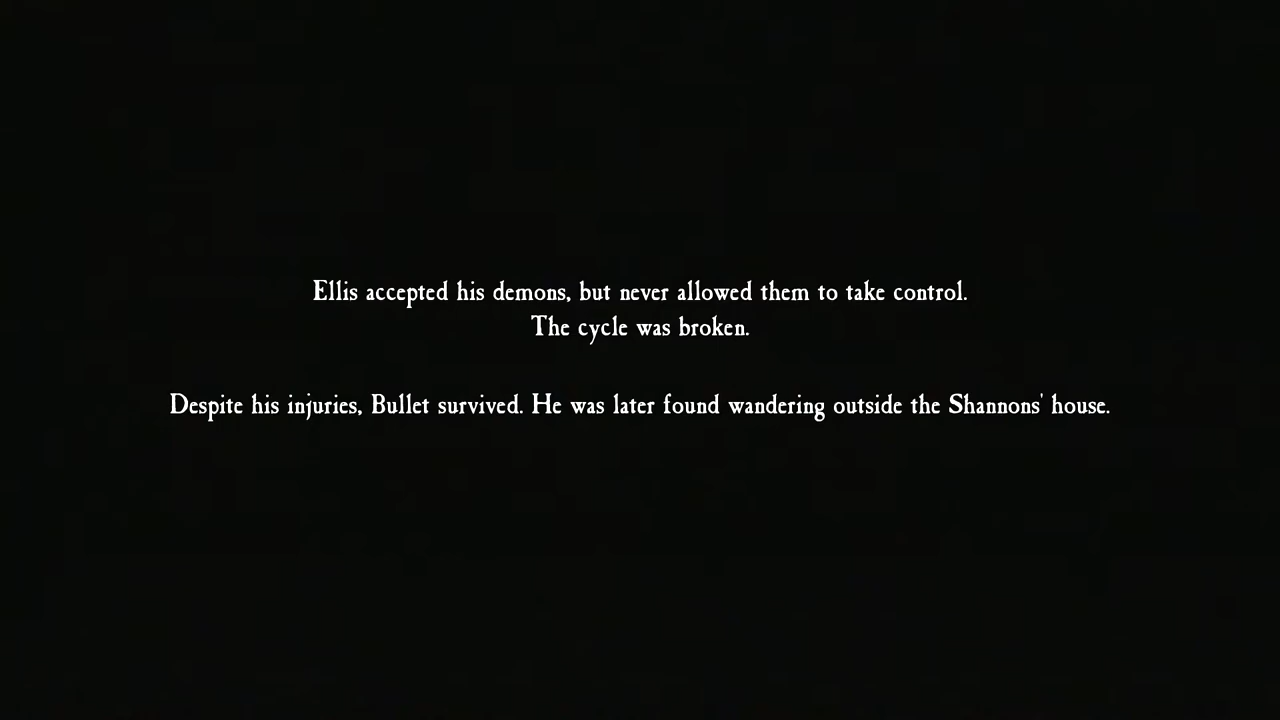 Ellis accepted his demons, but never allowed them to take control.
The cycle was broken.
Despite his injuries, Bullet survived. He was later found wandering outside the Shannons' house.